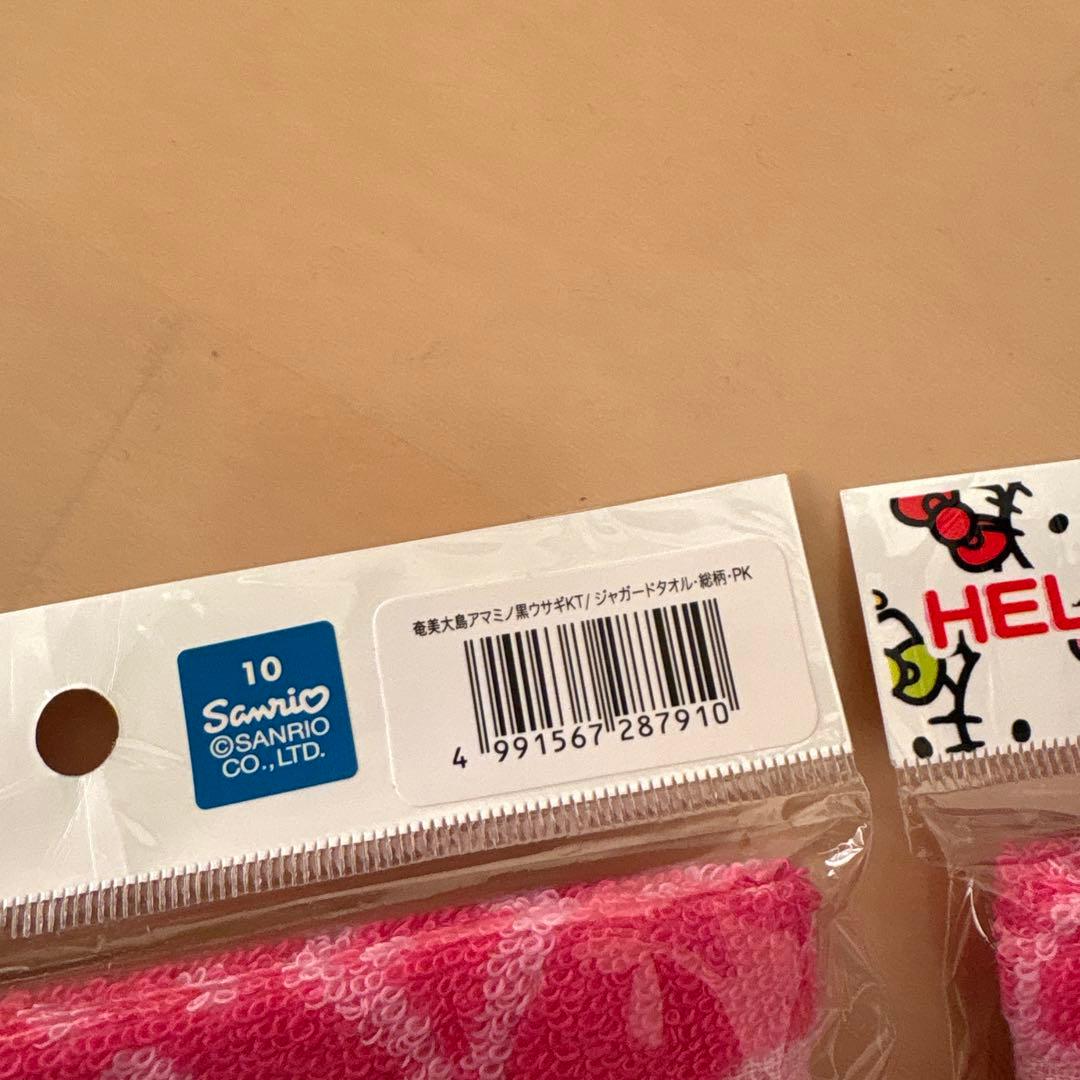 奄美大島アマミノ黒ウサギKT/ ジャガードタオル・総柄・PK
10
Sanrio
©SANRIO
CO.,LTD.
4 991567 287910
HEL